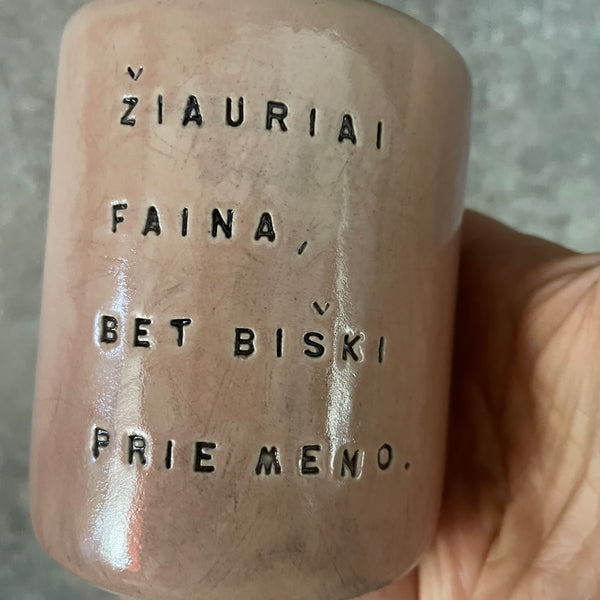 ŽIAURIAI
FAINA,
BET BIŠKI
PRIE MENO.